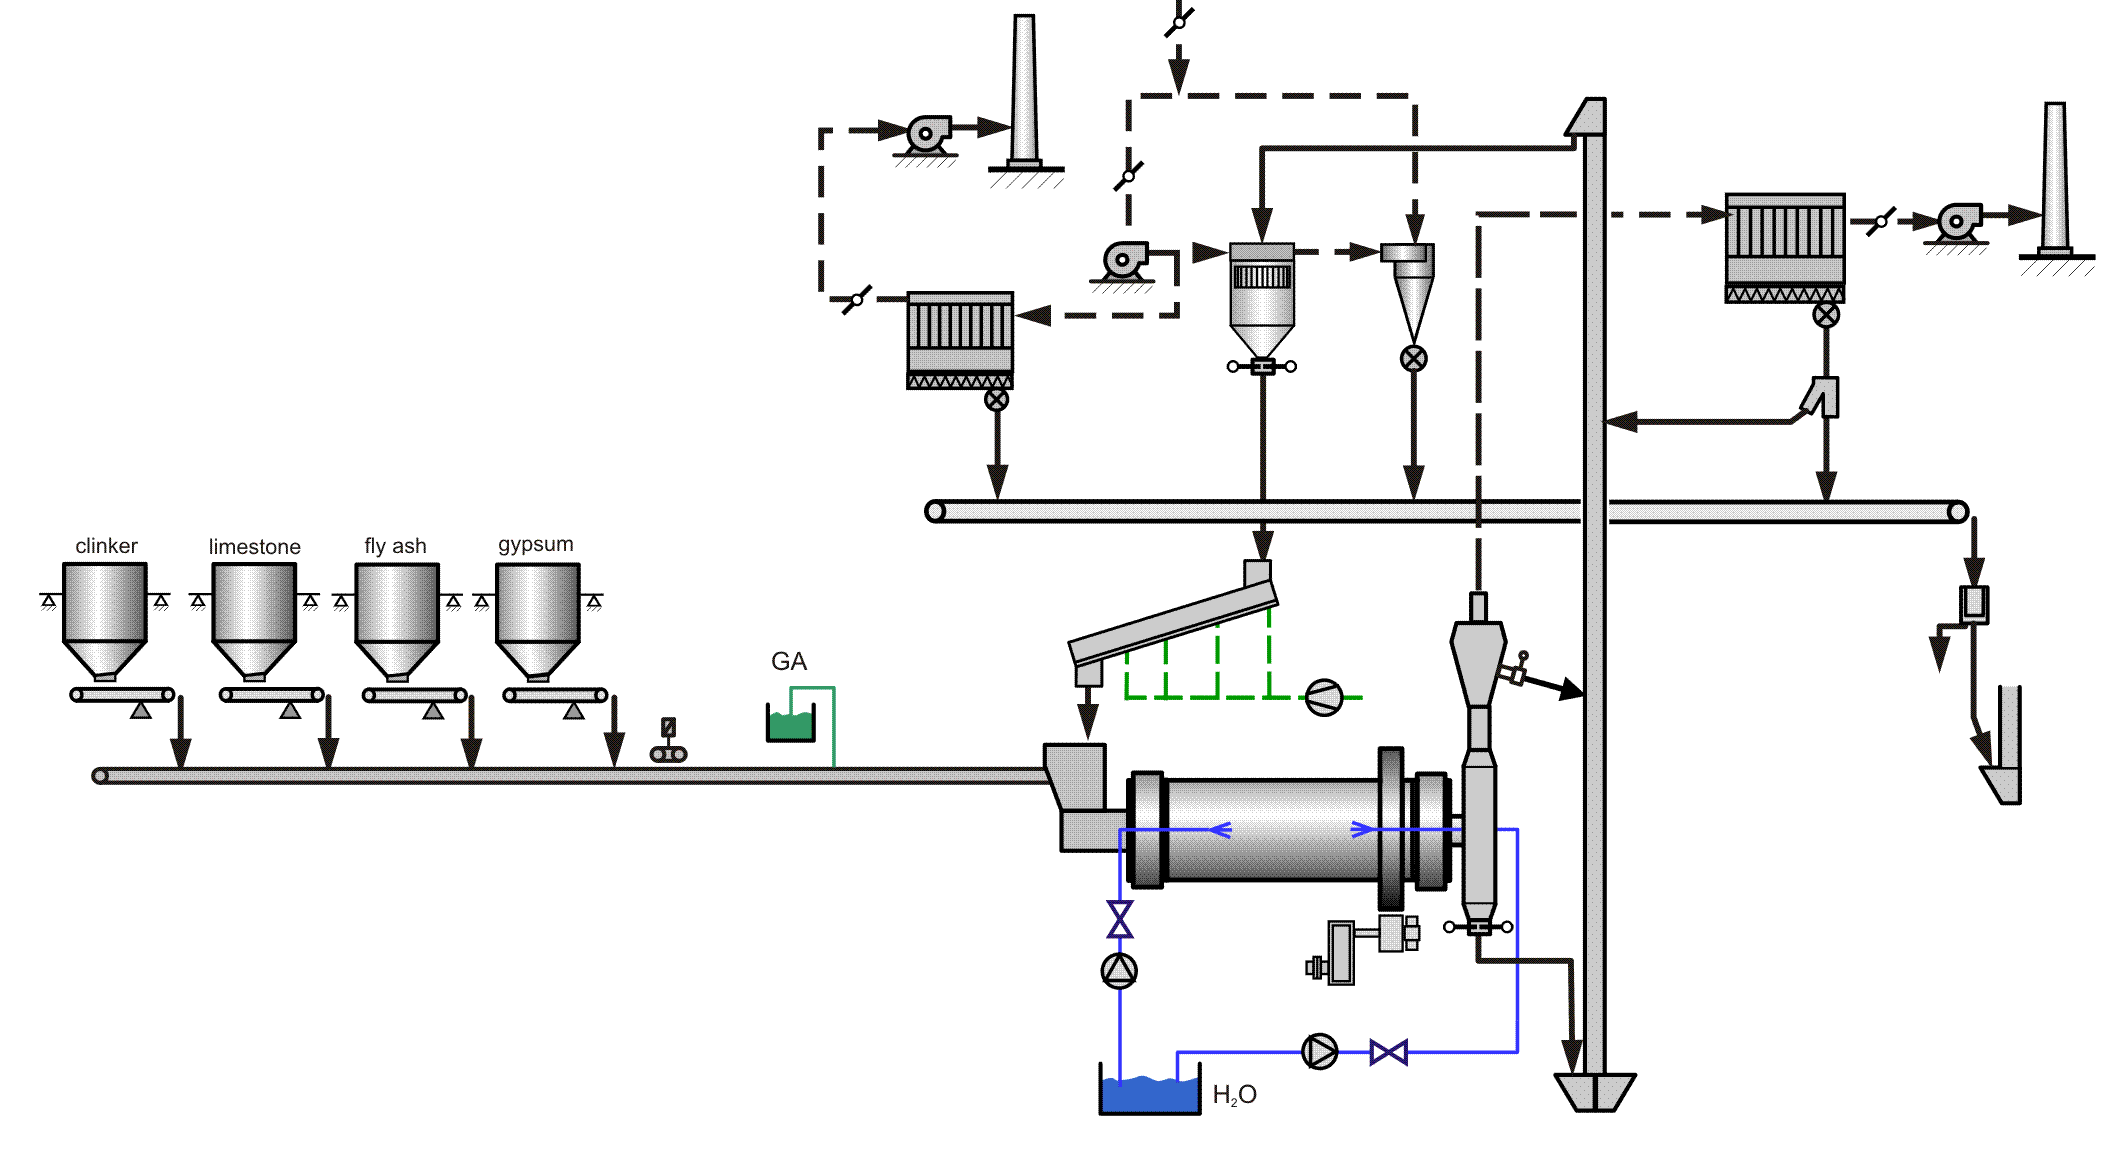 clinker
limestone
fly ash
gypsum
GA
H₂O